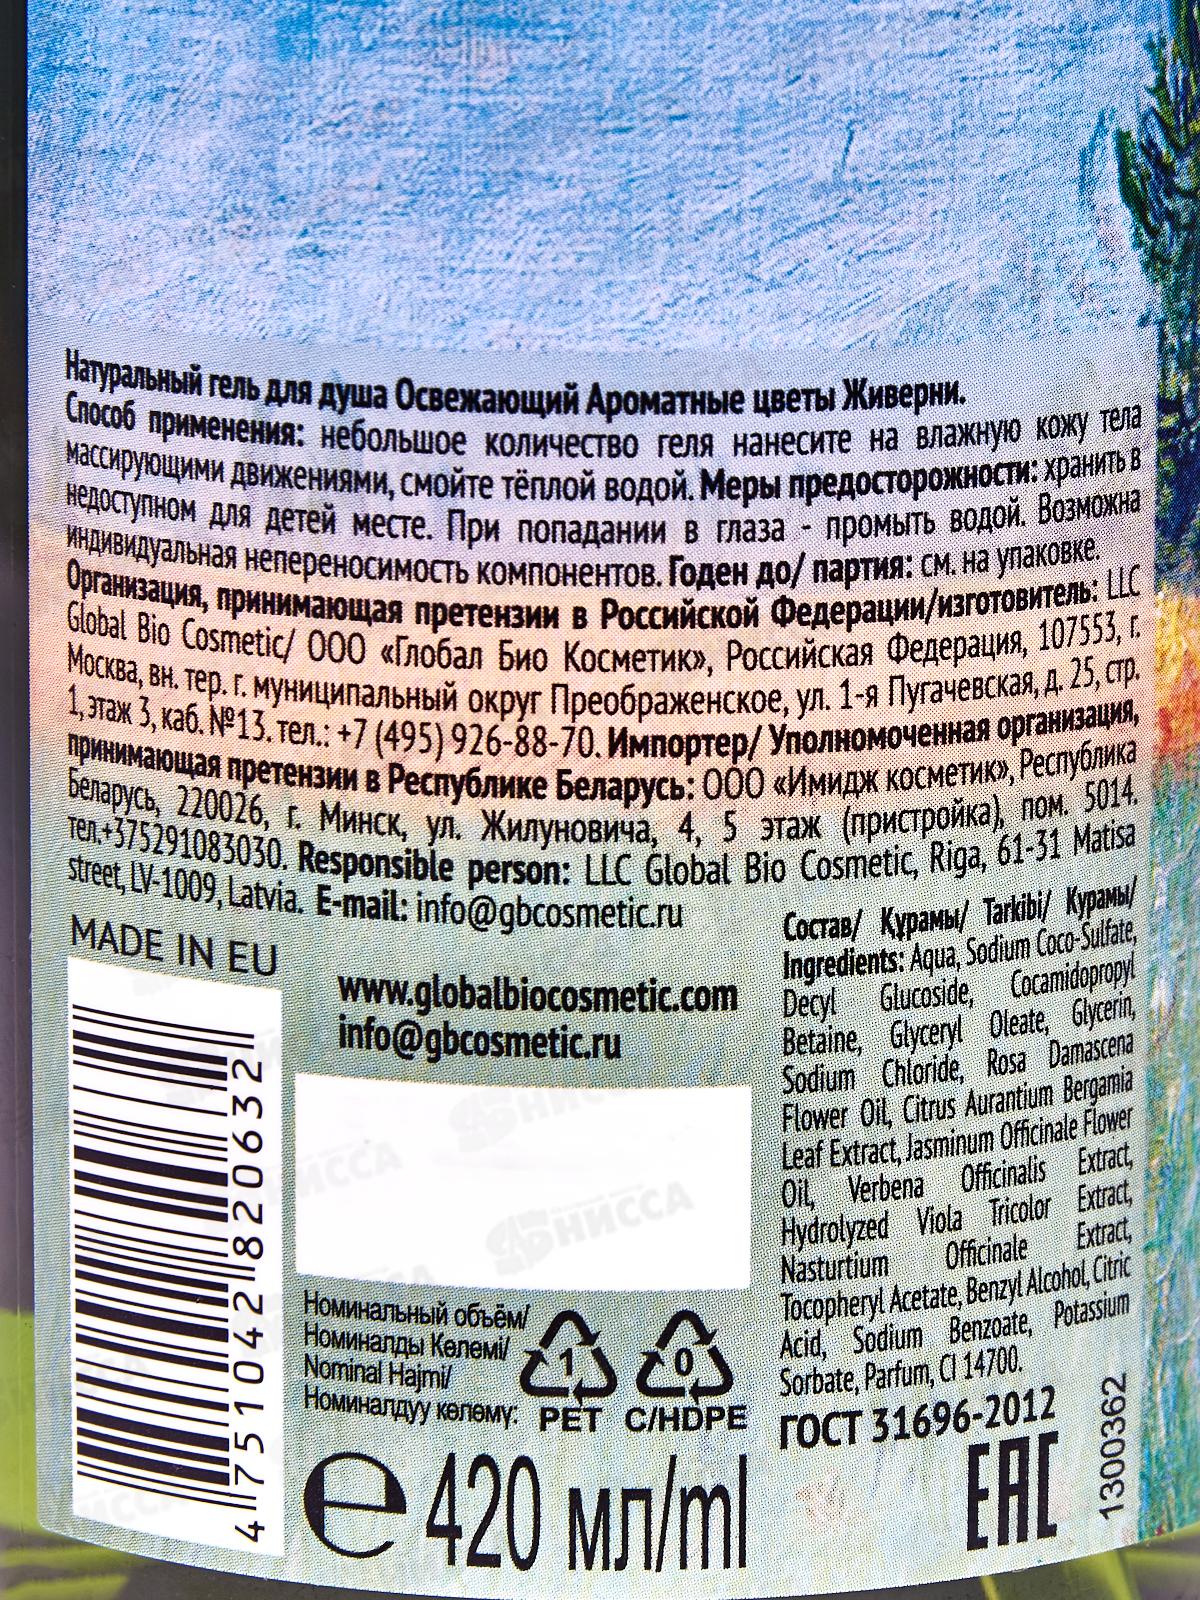 Натуральный гель для душа Освежающий Ароматные цветы Живерни.
Способ применения: небольшое количество геля нанесите на влажную кожу тела
массирующими движениями, смойте тёплой водой. Меры предосторожности: хранить в
недоступном для детей месте. При попадании в глаза - промыть водой. Возможна
индивидуальная непереносимость компонентов. Годен до/ партия: см. на упаковке.
Организация, принимающая претензии в Российской Федерации/изготовитель: LLC
Global Bio Cosmetic/ ООО «Глобал Био Косметик», Российская Федерация, 107553, г.
Москва, вн. тер. г. муниципальный округ Преображенское, ул. 1-я Пугачевская, д. 25, стр.
1, этаж 3, каб. №13. тел.: +7 (495) 926-88-70. Импортер/ Уполномоченная организация,
принимающая претензии в Республике Беларусь: ООО «Имидж косметик», Республика
Беларусь, 220026, г. Минск, ул. Жилуновича, 4, 5 этаж (пристройка), пом. 5014.
тел.+375291083030. Responsible person: LLC Global Bio Cosmetic, Riga, 61-31 Matisa
street, LV-1009, Latvia. E-mail: info@gbcosmetic.ru
MADE IN EU
www.globalbiocosmetic.com
info@gbcosmetic.ru
4751042820632
Номинальный объём/
Номиналды Көлемі/
Nominal Hajmi/
Номиналдуу көлөму:
1
PET
0
C/HDPE
℮ 420 мл/ml
Состав/ Құрамы/ Tarkibi/ Курамы/
Ingredients: Aqua, Sodium Coco-Sulfate,
Decyl Glucoside, Cocamidopropyl
Betaine, Glyceryl Oleate, Glycerin,
Sodium Chloride, Rosa Damascena
Flower Oil, Citrus Aurantium Bergamia
Leaf Extract, Jasminum Officinale Flower
Oil, Verbena Officinalis Extract,
Hydrolyzed Viola Tricolor Extract,
Nasturtium Officinale Extract,
Tocopheryl Acetate, Benzyl Alcohol, Citric
Acid, Sodium Benzoate, Potassium
Sorbate, Parfum, CI 14700.
ГОСТ 31696-2012
ЕАС
1300362
ЯБНИССА
ЯБНИССА